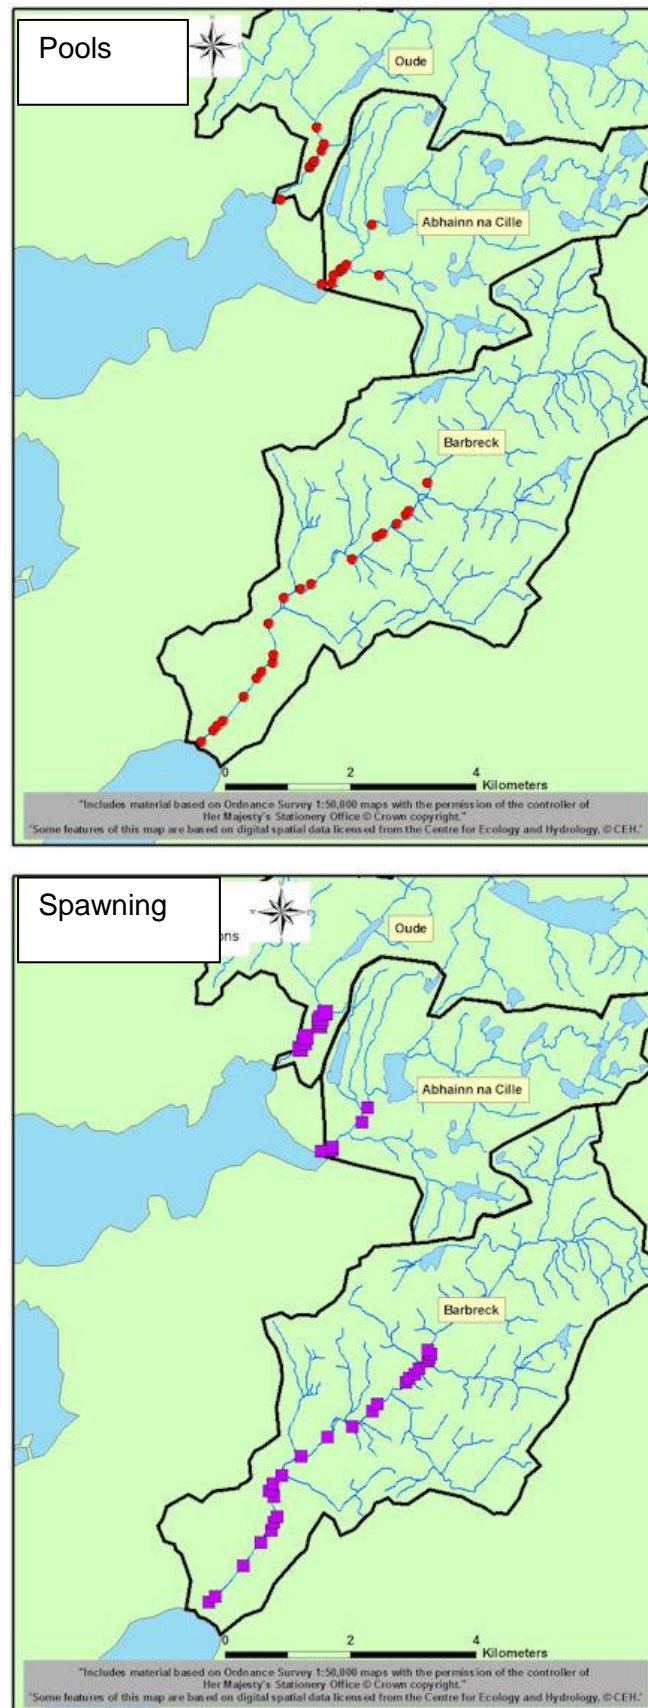 Pools
Oude
Abhainn na Cille
Barbreck
0 2 4
Kilometers
"Includes material based on Ordnance Survey 1:50,000 maps with the permission of the controller of
Her Majesty's Stationery Office © Crown copyright."
"Some features of this map are based on digital spatial data licensed from the Centre for Ecology and Hydrology, © CEH."
Spawning
ons
Oude
Abhainn na Cille
Barbreck
0 2 4
Kilometers
"Includes material based on Ordnance Survey 1:50,000 maps with the permission of the controller of
Her Majesty's Stationery Office © Crown copyright."
"Some features of this map are based on digital spatial data licensed from the Centre for Ecology and Hydrology, © CEH."